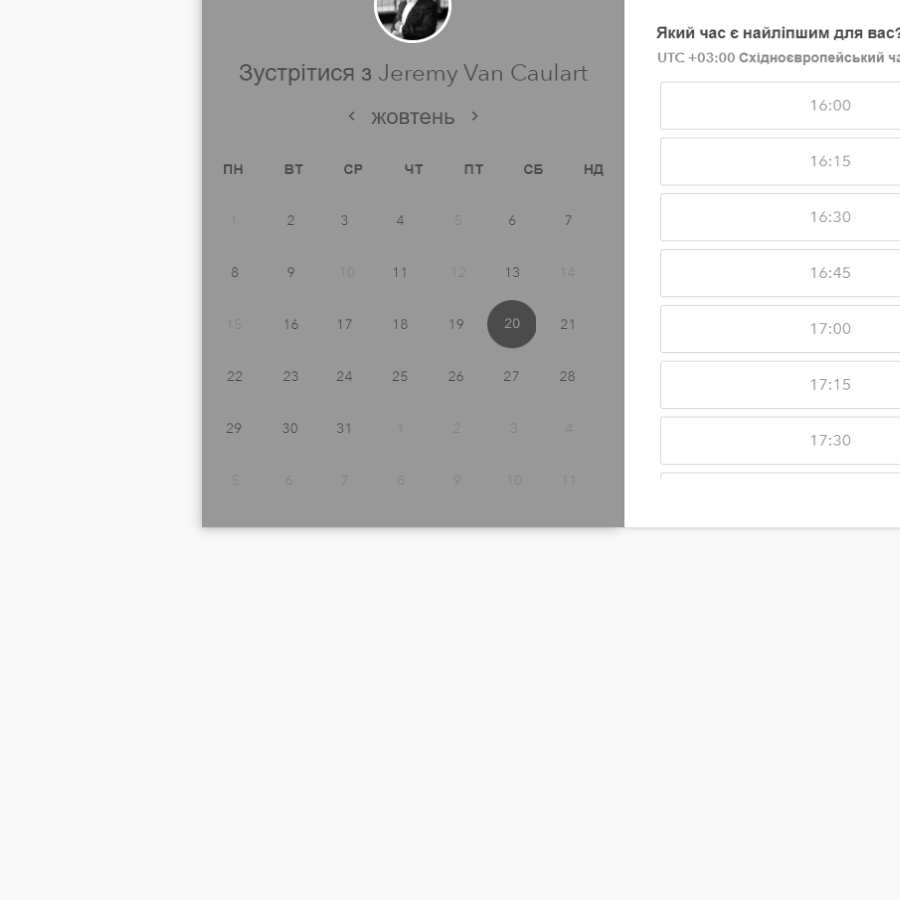 Зустрітися з Jeremy Van Caulart
жовтень
ПН ВТ СР ЧТ ПТ СБ НД
1 2 3 4 5 6 7
8 9 10 11 12 13 14
15 16 17 18 19 20 21
22 23 24 25 26 27 28
29 30 31 1 2 3 4
5 6 7 8 9 10 11
Який час є найліпшим для вас?
UTC +03:00 Східноєвропейський
16:00
16:15
16:30
16:45
17:00
17:15
17:30